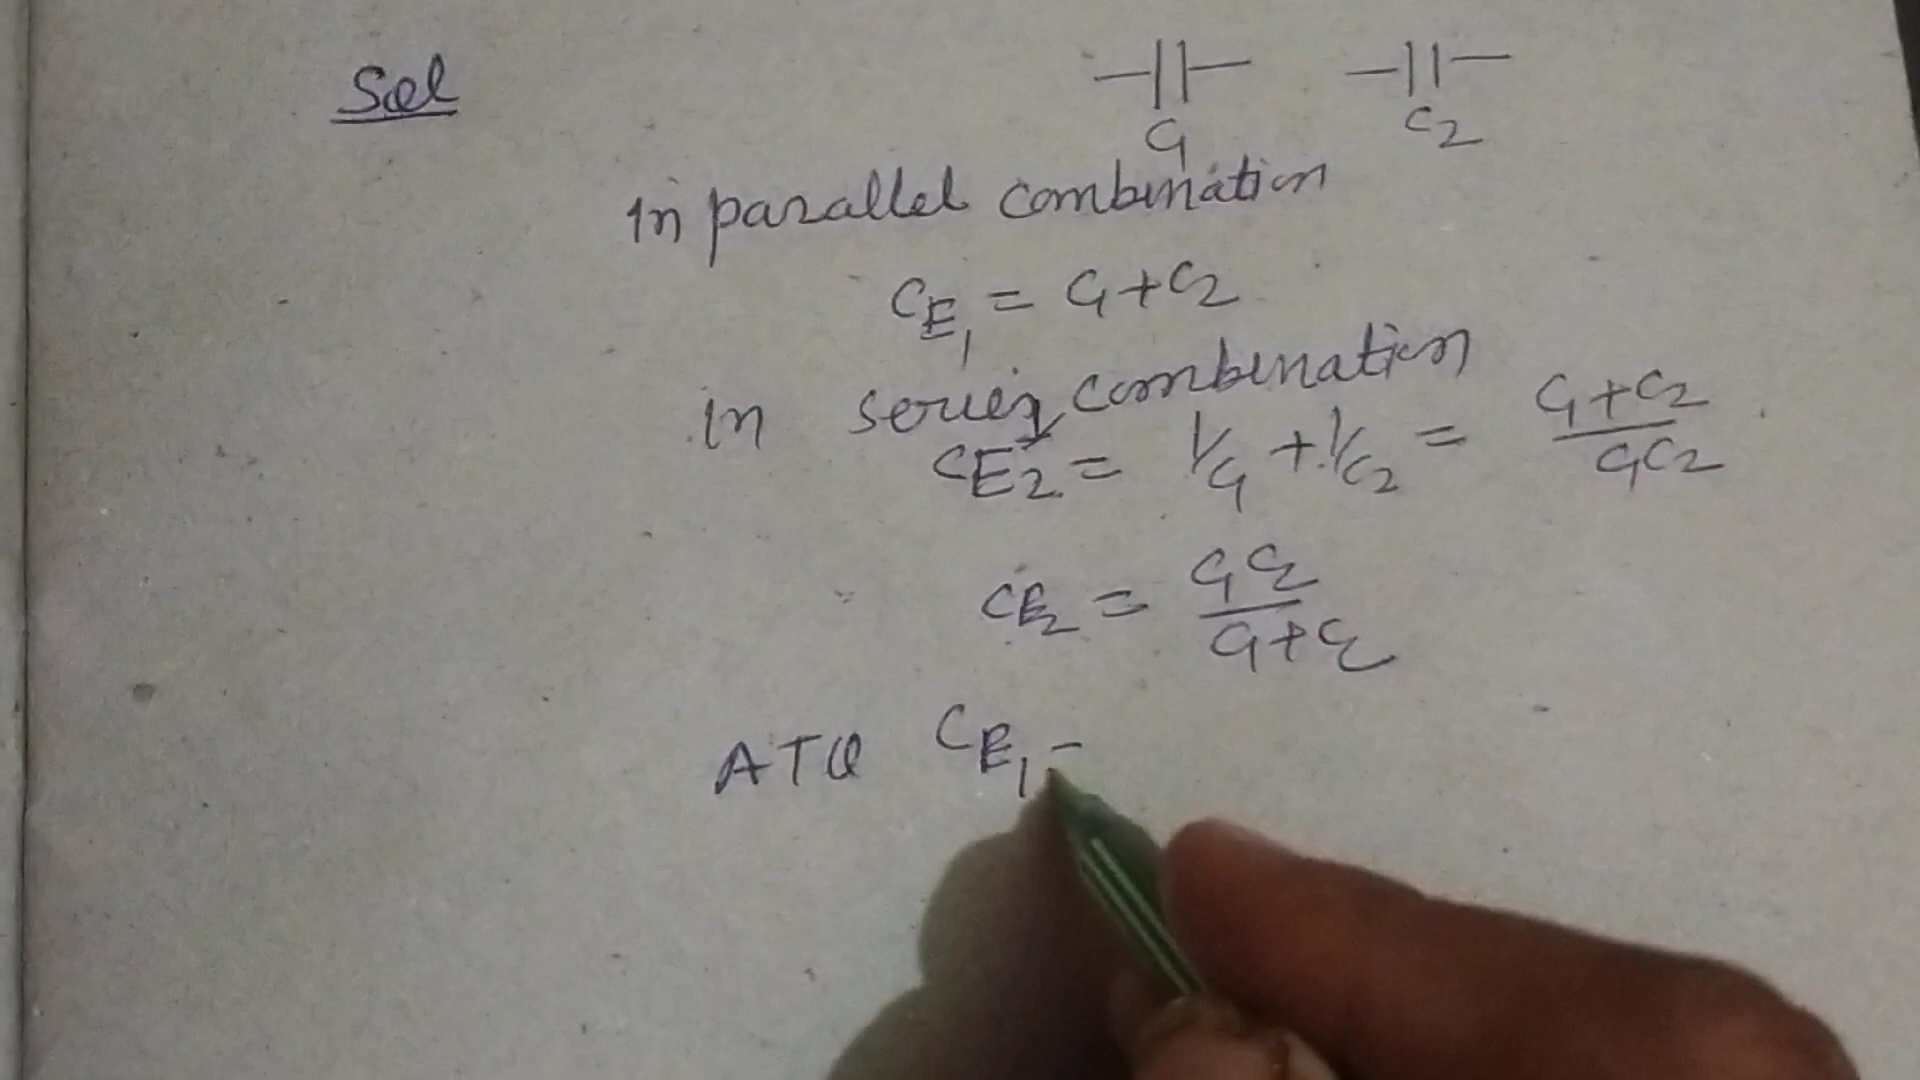 Sol
C1 C2
in parallel combination
CE1 = C1+C2
in series combination
CE2 = 1/C1 + 1/C2 = C1+C2/C1C2
CE2 = C1C2/C1+C2
ATQ CE1 -